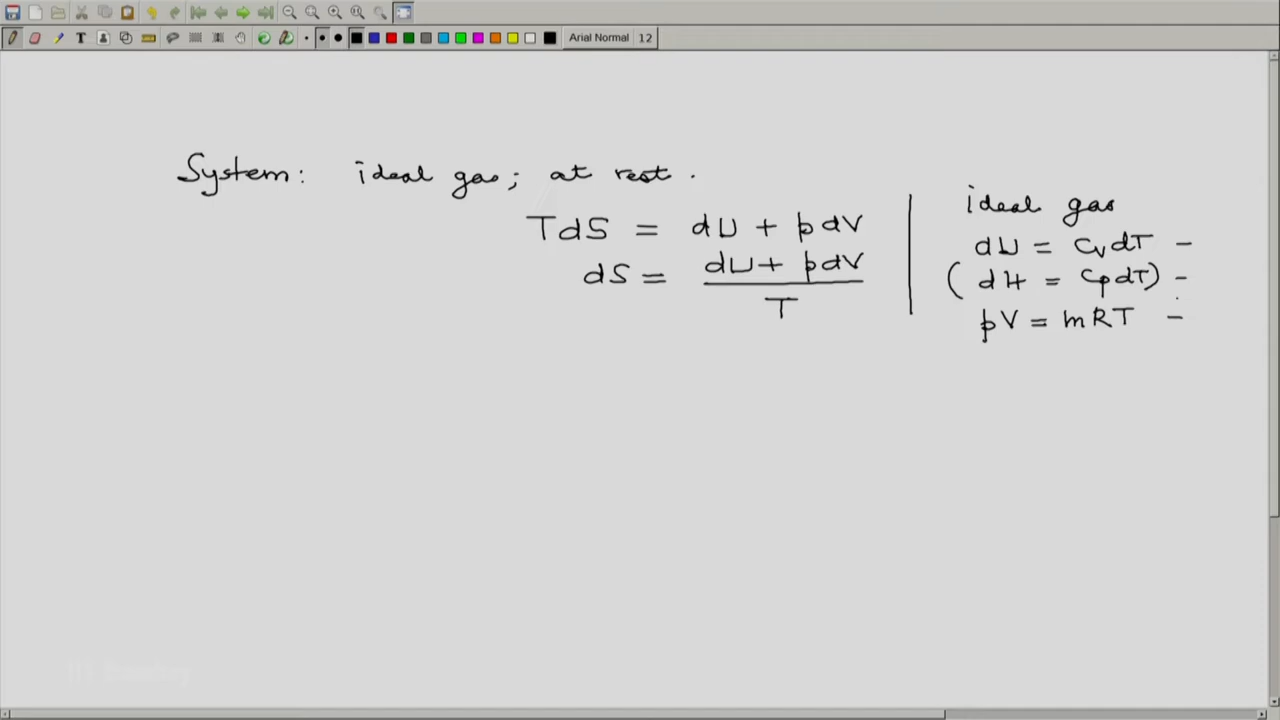 Arial Normal 12
System: ideal gas; at rest.
TdS = dU + pdV
dS = dU + pdV / T
ideal gas
dU = CvdT -
(dH = CpdT) -
pV = mRT -